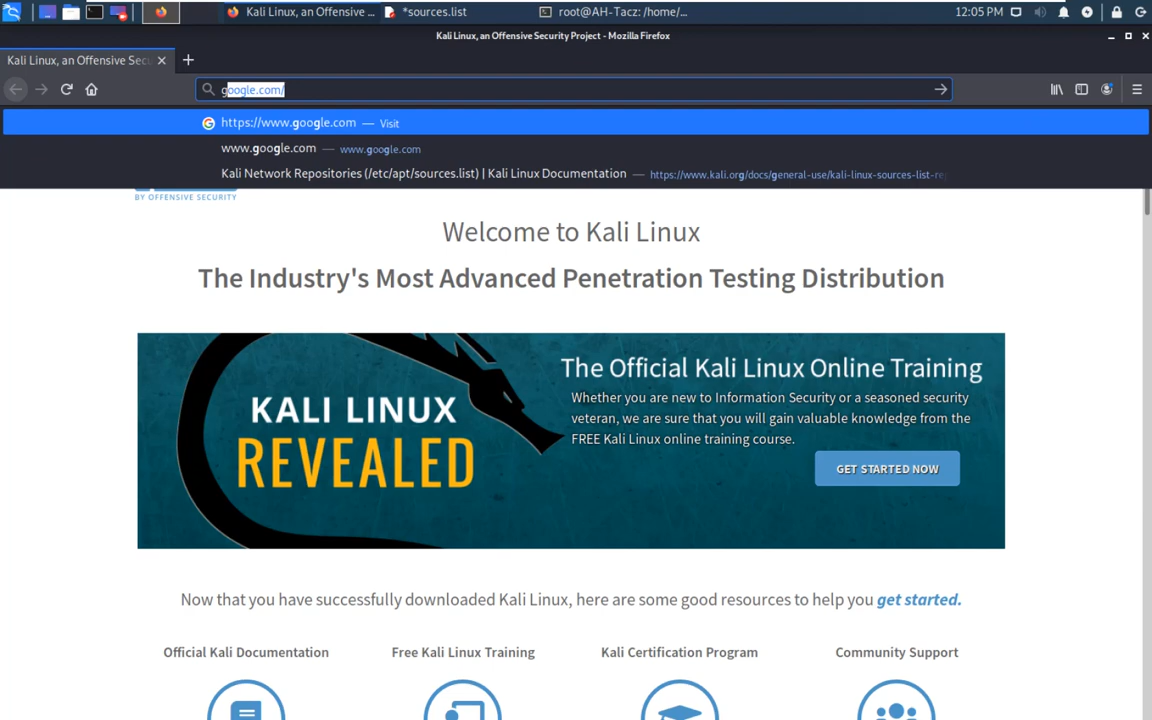 Kali Linux, an Offensive ...
*sources.list
root@AH-Tacz: /home/...
12:05 PM
Kali Linux, an Offensive Security Project - Mozilla Firefox
Kali Linux, an Offensive Sec
google.com/
https://www.google.com — Visit
www.google.com — www.google.com
Kali Network Repositories (/etc/apt/sources.list) | Kali Linux Documentation — https://www.kali.org/docs/general-use/kali-linux-sources-list-re
BY OFFENSIVE SECURITY
Welcome to Kali Linux
The Industry's Most Advanced Penetration Testing Distribution
KALI LINUX
REVEALED
The Official Kali Linux Online Training
Whether you are new to Information Security or a seasoned security
veteran, we are sure that you will gain valuable knowledge from the
FREE Kali Linux online training course.
GET STARTED NOW
Now that you have successfully downloaded Kali Linux, here are some good resources to help you get started.
Official Kali Documentation
Free Kali Linux Training
Kali Certification Program
Community Support